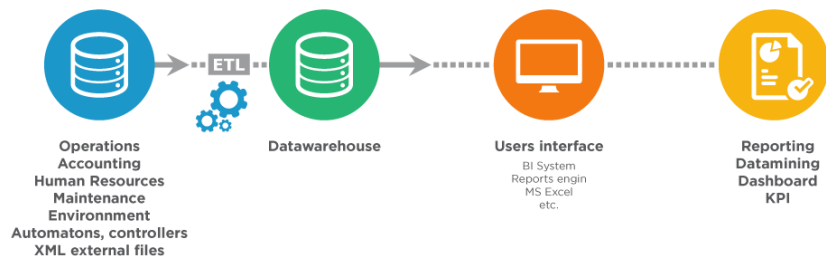 ETL
Operations
Accounting
Human Resources
Maintenance
Environnment
Automatons, controllers
XML external files
Datawarehouse
Users interface
BI System
Reports engin
MS Excel
etc.
Reporting
Datamining
Dashboard
KPI